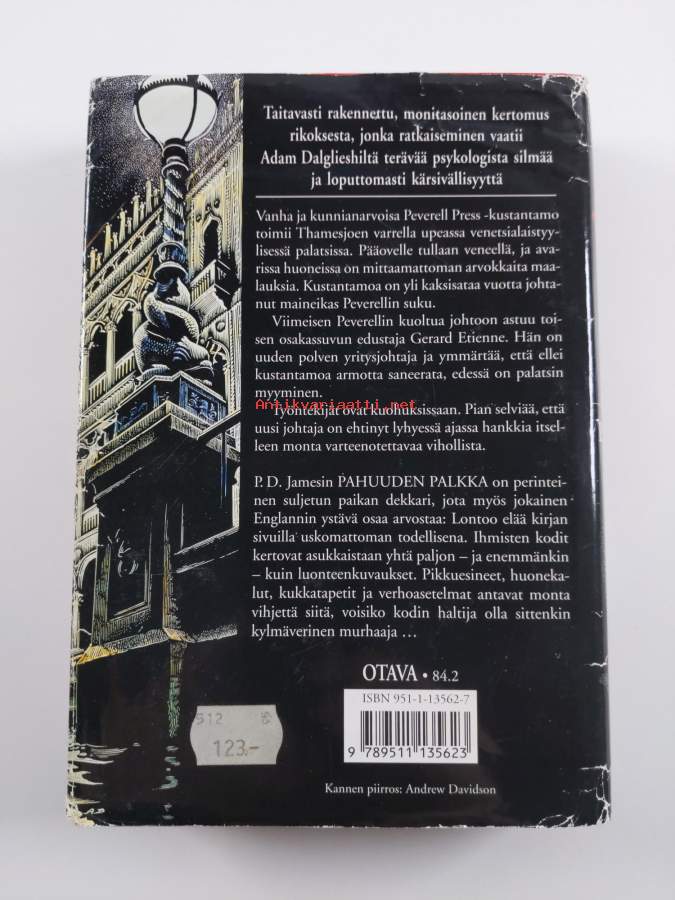 Taitavasti rakennettu, monitasoinen kertomus
rikoksesta, jonka ratkaiseminen vaatii
Adam Dalglieshiltä terävää psykologista silmää
ja loputtomasti kärsivällisyyttä
Vanha ja kunnianarvoisa Peverell Press -kustantamo
toimii Thamesjoen varrella upeassa venetsialaistyy-
lisessä palatsissa. Pääovelle tullaan veneellä, ja ava-
rissa huoneissa on mittaamattoman arvokkaita maa-
lauksia. Kustantamoa on yli kaksisataa vuotta johta-
nut maineikas Peverellin suku.
Viimeisen Peverellin kuoltua johtoon astuu toi-
sen osakassuvun edustaja Gerard Etienne. Hän on
uuden polven yritysjohtaja ja ymmärtää, että ellei
kustantamoa armotta saneerata, edessä on palatsin
myyminen.
Antikvariaatti.net
Työntekijät ovat kuohuksissaan. Pian selviää, että
uusi johtaja on ehtinyt lyhyessä ajassa hankkia itsel-
leen monta varteenotettavaa vihollista.
P. D. Jamesin PAHUUDEN PALKKA on perintei-
nen suljetun paikan dekkari, jota myös jokainen
Englannin ystävä osaa arvostaa: Lontoo elää kirjan
sivuilla uskomattoman todellisena. Ihmisten kodit
kertovat asukkaistaan yhtä paljon – ja enemmänkin
– kuin luonteenkuvaukset. Pikkuesineet, huoneka-
lut, kukkatapetit ja verhoasetelmat antavat monta
vihjettä siitä, voisiko kodin haltija olla sittenkin
kylmäverinen murhaaja …
OTAVA • 84.2
ISBN 951-1-13562-7
9 789511 135623
512
123.-
Kannen piirros: Andrew Davidson